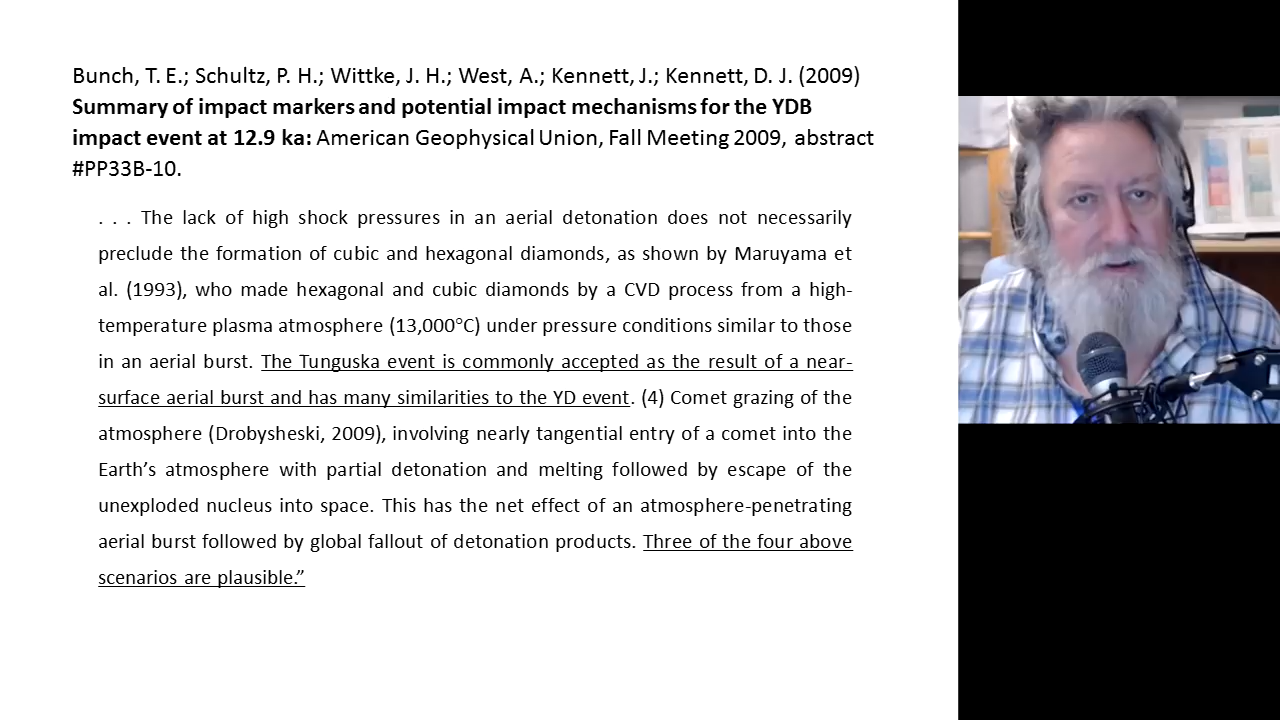 Bunch, T. E.; Schultz, P. H.; Wittke, J. H.; West, A.; Kennett, J.; Kennett, D. J. (2009)
Summary of impact markers and potential impact mechanisms for the YDB
impact event at 12.9 ka: American Geophysical Union, Fall Meeting 2009, abstract
#PP33B-10.
. . . The lack of high shock pressures in an aerial detonation does not necessarily
preclude the formation of cubic and hexagonal diamonds, as shown by Maruyama et
al. (1993), who made hexagonal and cubic diamonds by a CVD process from a high-
temperature plasma atmosphere (13,000°C) under pressure conditions similar to those
in an aerial burst. The Tunguska event is commonly accepted as the result of a near-
surface aerial burst and has many similarities to the YD event. (4) Comet grazing of the
atmosphere (Drobysheski, 2009), involving nearly tangential entry of a comet into the
Earth’s atmosphere with partial detonation and melting followed by escape of the
unexploded nucleus into space. This has the net effect of an atmosphere-penetrating
aerial burst followed by global fallout of detonation products. Three of the four above
scenarios are plausible.”